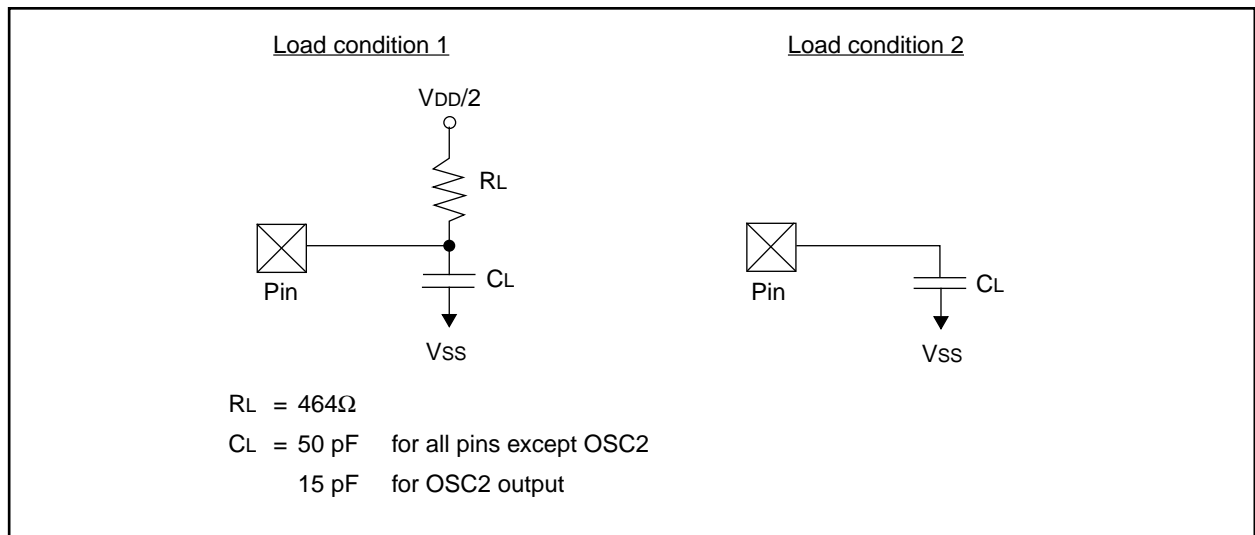 Load condition 1
VDD/2
RL
Pin
CL
VSS
Load condition 2
Pin
CL
VSS
RL = 464Ω
CL = 50 pF for all pins except OSC2
15 pF for OSC2 output